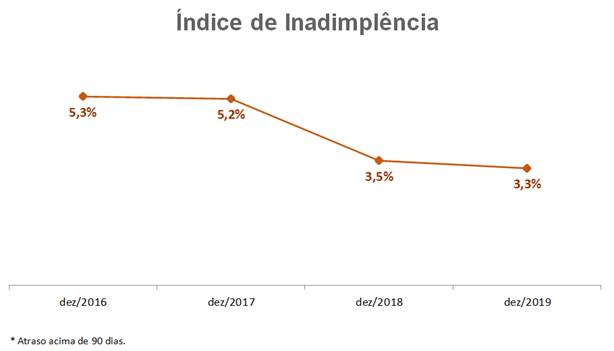 Índice de Inadimplência
5,3%
5,2%
3,5%
3,3%
dez/2016
dez/2017
dez/2018
dez/2019
* Atraso acima de 90 dias.